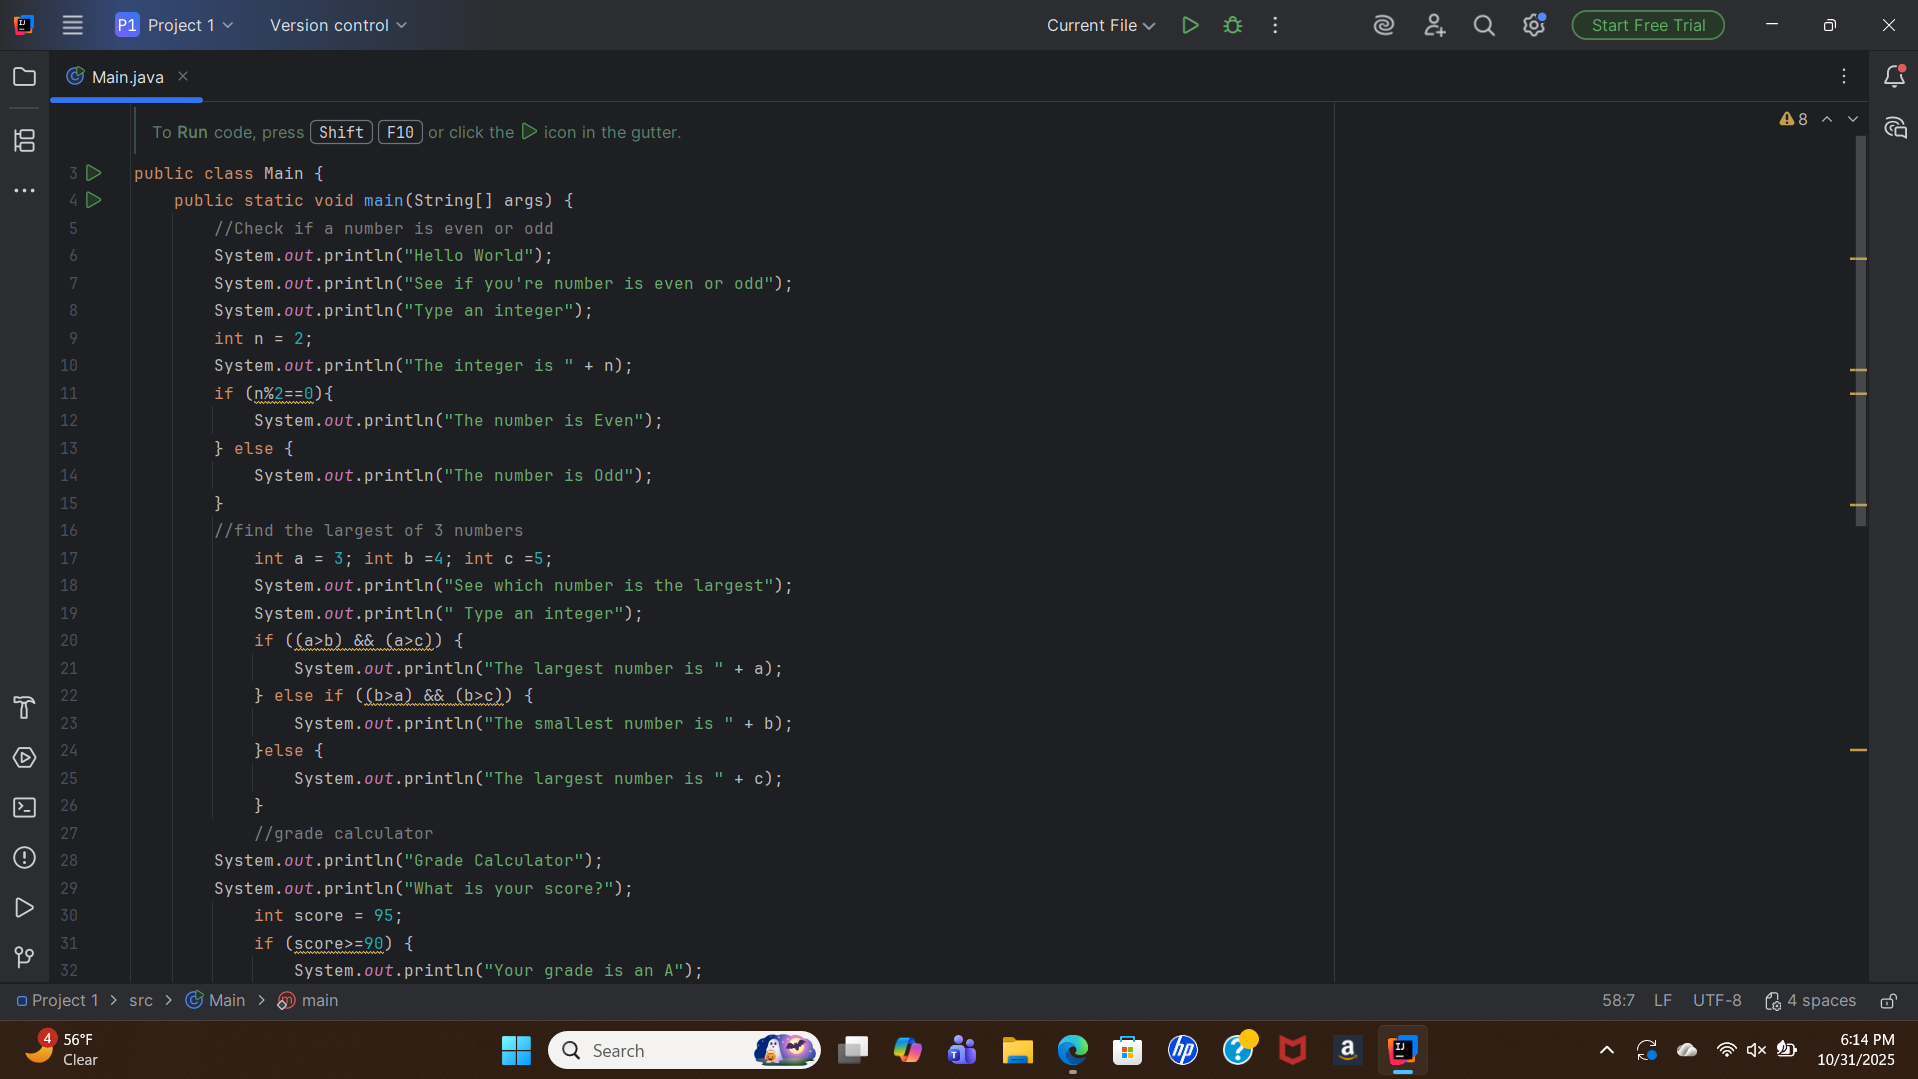 P1 Project 1 Version control Current File Start Free Trial
Main.java
To Run code, press Shift F10 or click the icon in the gutter.
8
3 public class Main {
4 public static void main(String[] args) {
5 //Check if a number is even or odd
6 System.out.println("Hello World");
7 System.out.println("See if you're number is even or odd");
8 System.out.println("Type an integer");
9 int n = 2;
10 System.out.println("The integer is " + n);
11 if (n%2==0){
12 System.out.println("The number is Even");
13 } else {
14 System.out.println("The number is Odd");
15 }
16 //find the largest of 3 numbers
17 int a = 3; int b =4; int c =5;
18 System.out.println("See which number is the largest");
19 System.out.println(" Type an integer");
20 if ((a>b) && (a>c)) {
21 System.out.println("The largest number is " + a);
22 } else if ((b>a) && (b>c)) {
23 System.out.println("The smallest number is " + b);
24 }else {
25 System.out.println("The largest number is " + c);
26 }
27 //grade calculator
28 System.out.println("Grade Calculator");
29 System.out.println("What is your score?");
30 int score = 95;
31 if (score>=90) {
32 System.out.println("Your grade is an A");
Project 1 > src > Main > m main 58:7 LF UTF-8 4 spaces
4 56°F
Clear
Search
6:14 PM
10/31/2025